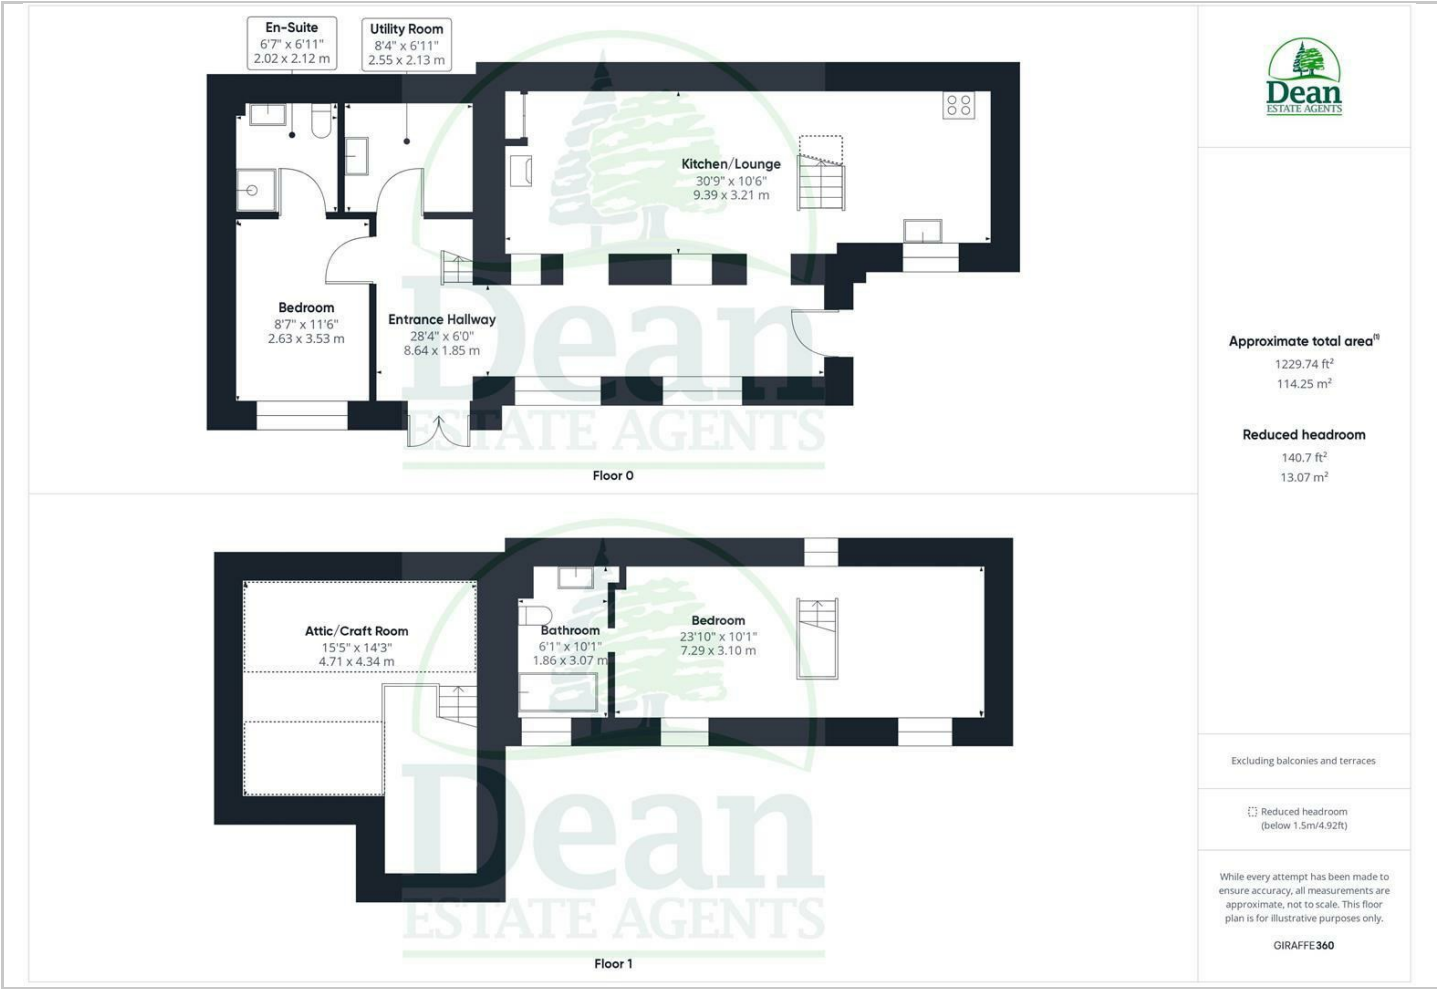 En-Suite
6'7" x 6'11"
2.02 x 2.12 m
Utility Room
8'4" x 6'11"
2.55 x 2.13 m
Kitchen/Lounge
30'9" x 10'6"
9.39 x 3.21 m
Bedroom
8'7" x 11'6"
2.63 x 3.53 m
Entrance Hallway
28'4" x 6'0"
8.64 x 1.85 m
Dean
ESTATE AGENTS
Floor 0
Attic/Craft Room
15'5" x 14'3"
4.71 x 4.34 m
Bathroom
6'1" x 10'1"
1.86 x 3.07 m
Bedroom
23'10" x 10'1"
7.29 x 3.10 m
Dean
ESTATE AGENTS
Floor 1
Dean
ESTATE AGENTS
Approximate total area(1)
1229.74 ft²
114.25 m²
Reduced headroom
140.7 ft²
13.07 m²
Excluding balconies and terraces
Reduced headroom
(below 1.5m/4.92ft)
While every attempt has been made to
ensure accuracy, all measurements are
approximate, not to scale. This floor
plan is for illustrative purposes only.
GIRAFFE360